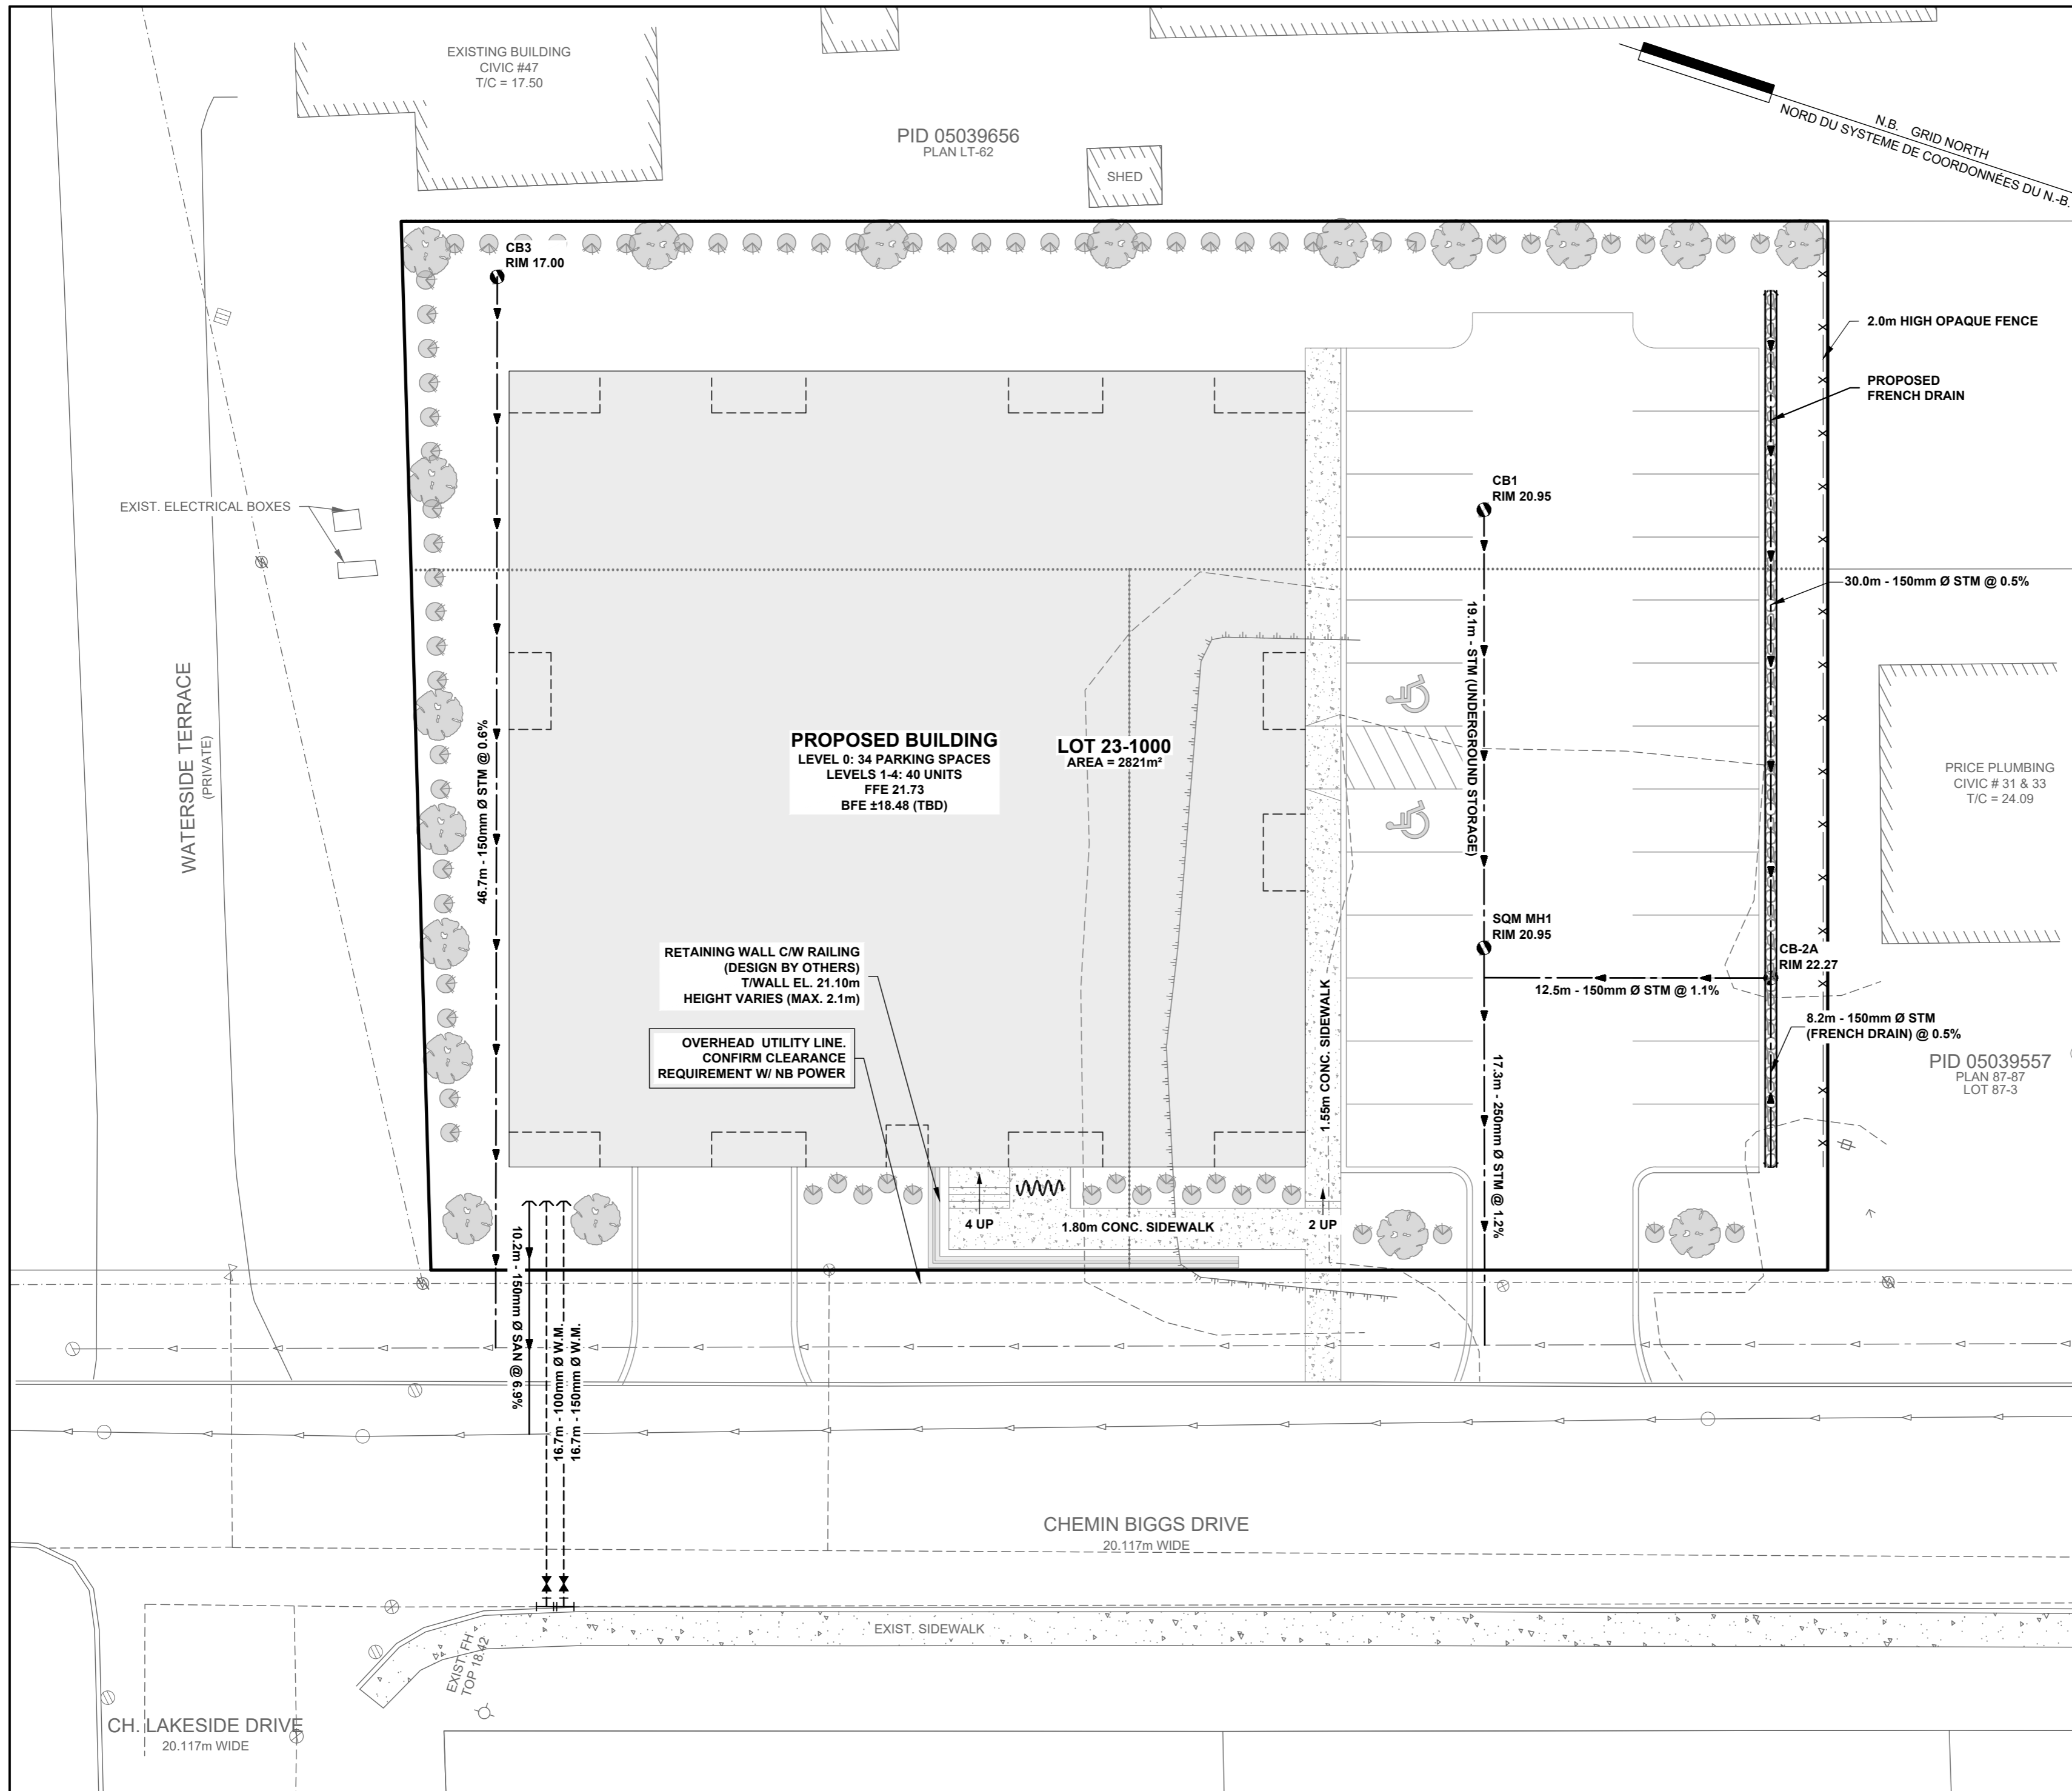 EXISTING BUILDING
CIVIC #47
T/C = 17.50
PID 05039656
PLAN LT-62
SHED
N.B. GRID NORTH
NORD DU SYSTEME DE COORDONNÉES DU N.-B.
CB3
RIM 17.00
2.0m HIGH OPAQUE FENCE
PROPOSED
FRENCH DRAIN
CB1
RIM 20.95
EXIST. ELECTRICAL BOXES
30.0m - 150mm Ø STM @ 0.5%
19.1m - STM (UNDERGROUND STORAGE)
WATERSIDE TERRACE
(PRIVATE)
46.7m - 150mm Ø STM @ 0.6%
PROPOSED BUILDING
LEVEL 0: 34 PARKING SPACES
LEVELS 1-4: 40 UNITS
FFE 21.73
BFE ±18.48 (TBD)
LOT 23-1000
AREA = 2821m²
PRICE PLUMBING
CIVIC # 31 & 33
T/C = 24.09
SQM MH1
RIM 20.95
CB-2A
RIM 22.27
RETAINING WALL C/W RAILING
(DESIGN BY OTHERS)
T/WALL EL. 21.10m
HEIGHT VARIES (MAX. 2.1m)
12.5m - 150mm Ø STM @ 1.1%
OVERHEAD UTILITY LINE.
CONFIRM CLEARANCE
REQUIREMENT W/ NB POWER
1.55m CONC. SIDEWALK
8.2m - 150mm Ø STM
(FRENCH DRAIN) @ 0.5%
17.3m - 250mm Ø STM @ 1.2%
PID 05039557
PLAN 87-87
LOT 87-3
4 UP
1.80m CONC. SIDEWALK
2 UP
10.2m - 150mm Ø SAN @ 6.9%
16.7m - 100mm Ø W.M.
16.7m - 150mm Ø W.M.
CHEMIN BIGGS DRIVE
20.117m WIDE
EXIST. SIDEWALK
EXIST. FH
TOP 18.42
CH. LAKESIDE DRIVE
20.117m WIDE